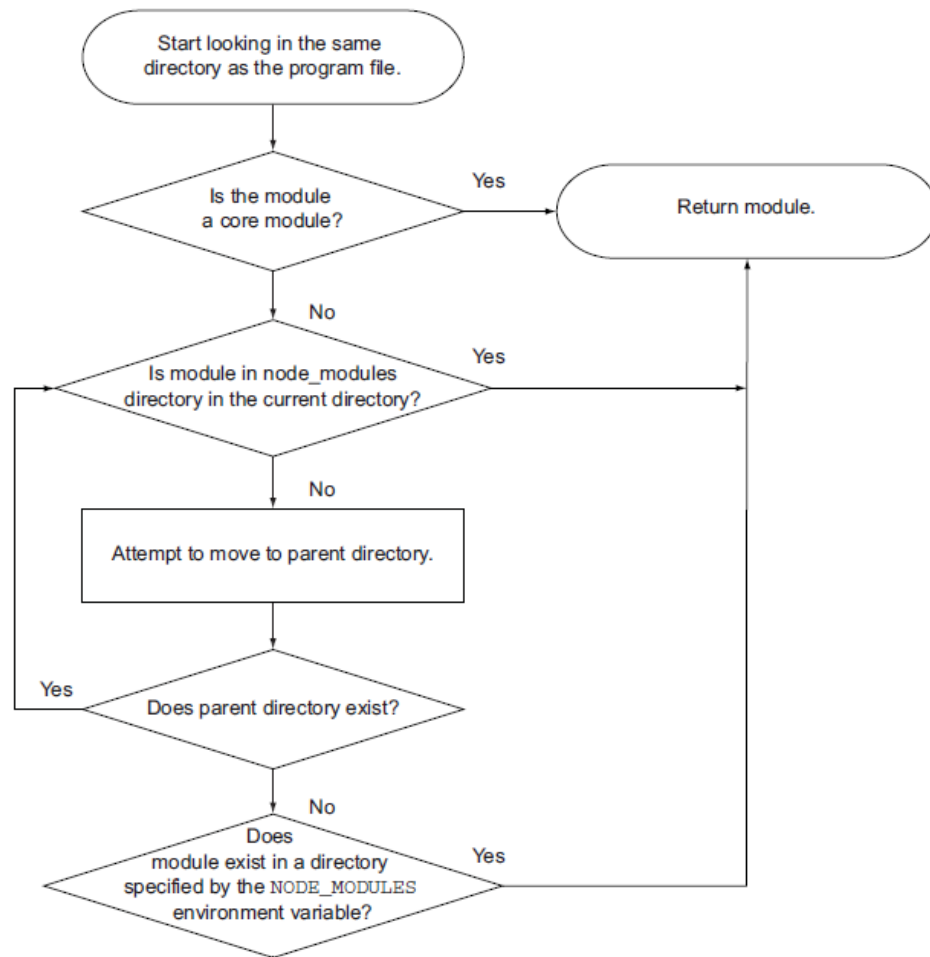 Start looking in the same
directory as the program file.
Is the module
a core module?
Yes
Return module.
No
Is module in node_modules
directory in the current directory?
Yes
No
Attempt to move to parent directory.
Yes
Does parent directory exist?
No
Does
module exist in a directory
specified by the NODE_MODULES
environment variable?
Yes